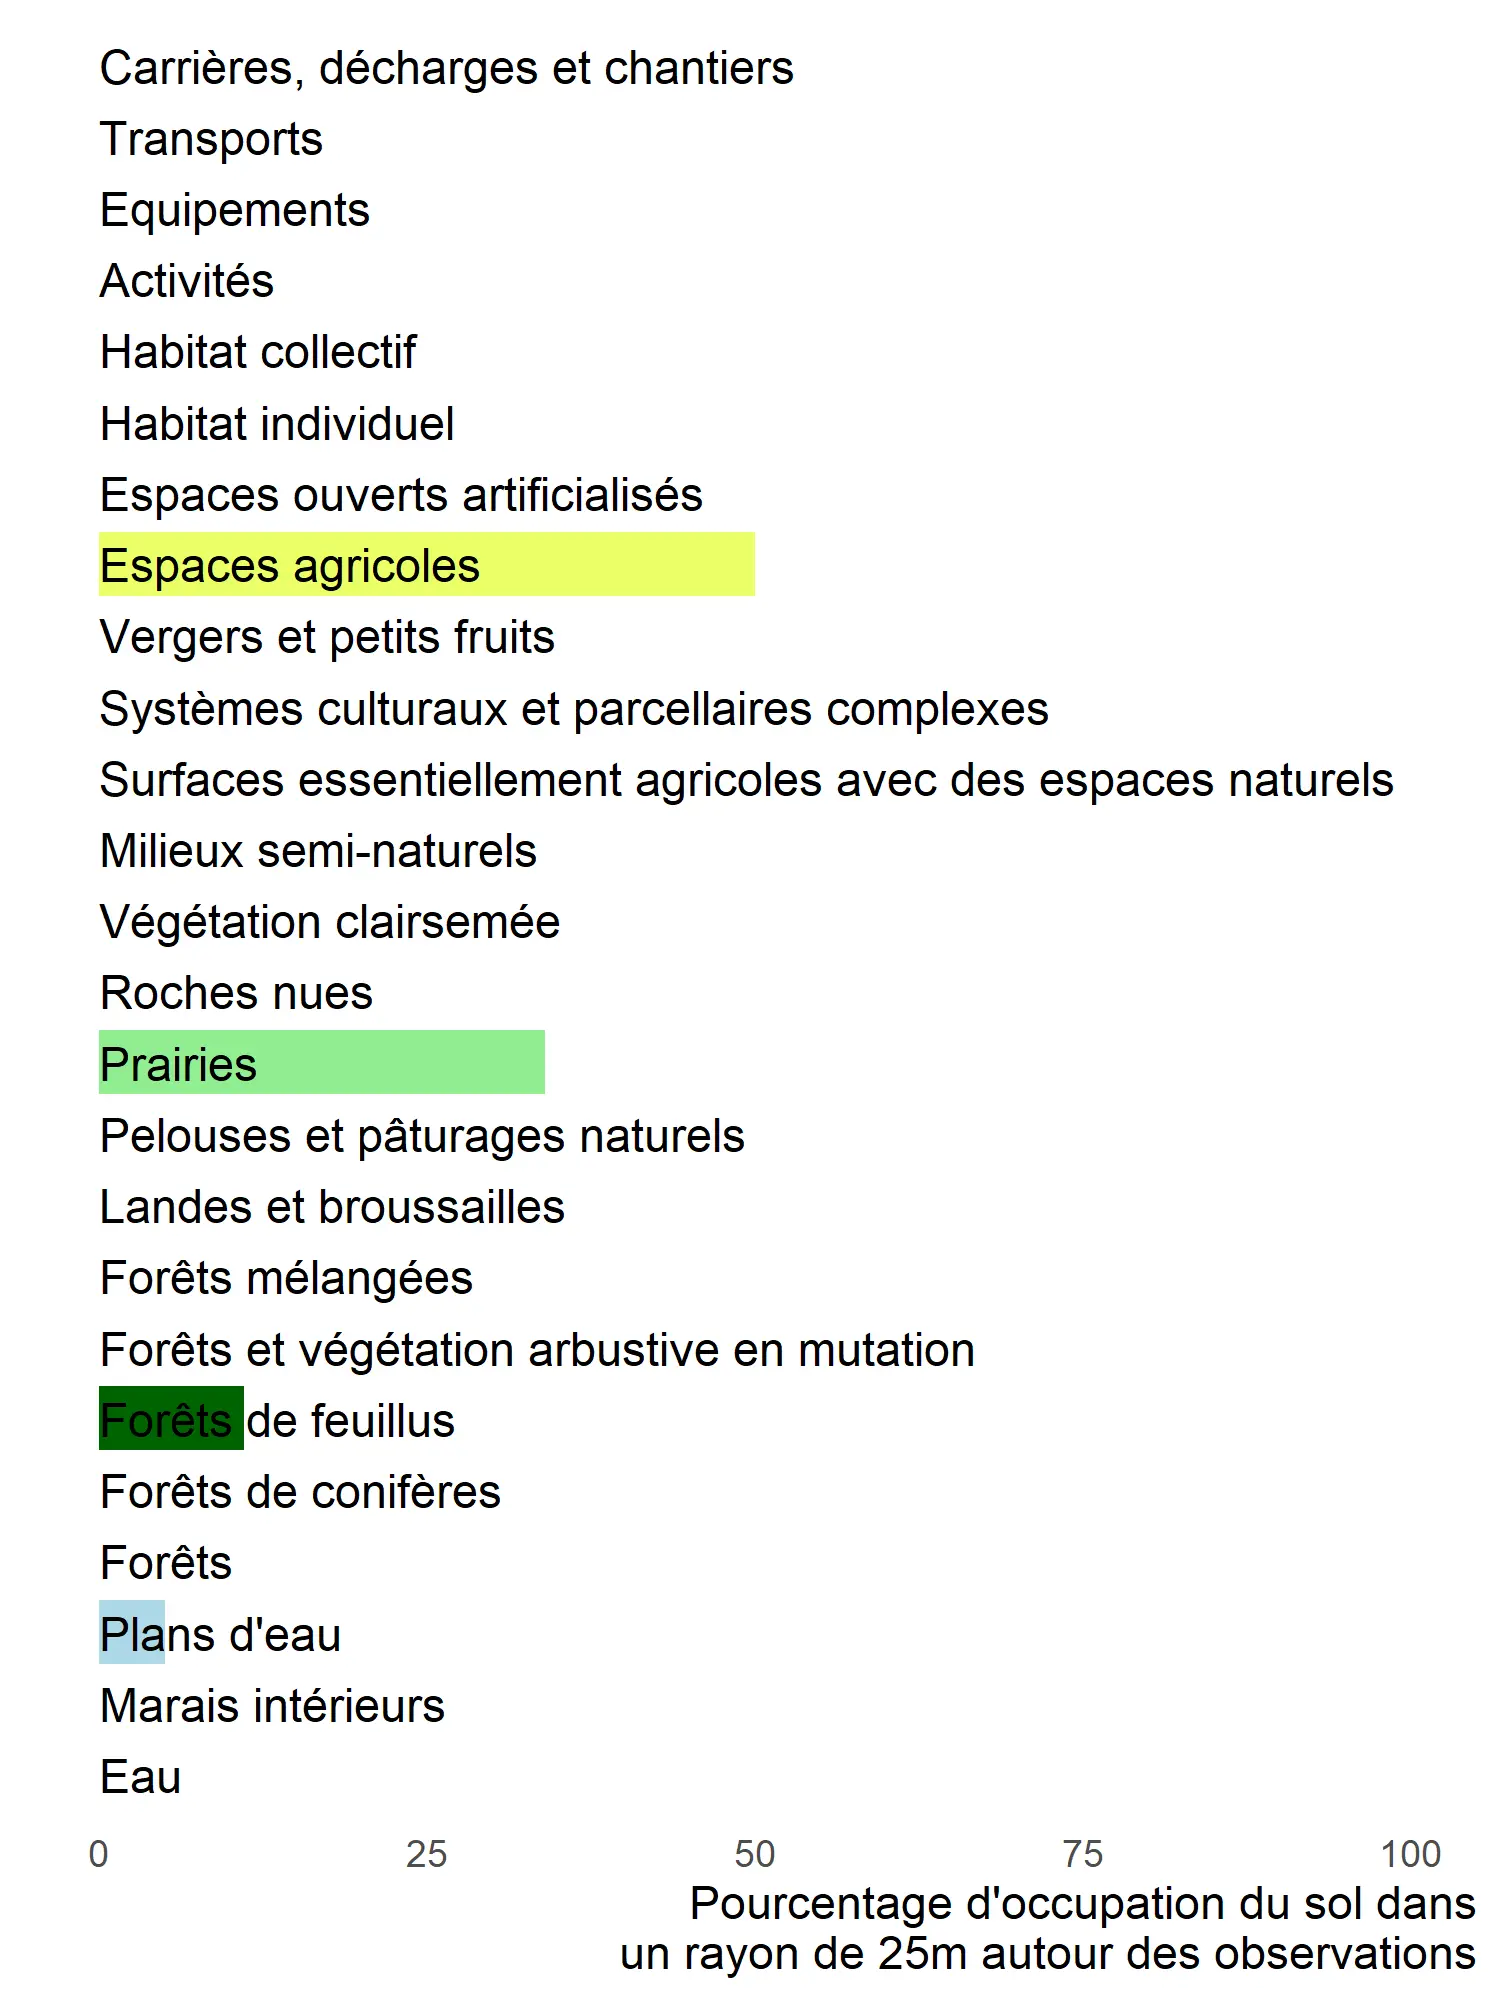 Carrières, décharges et chantiers
Transports
Equipements
Activités
Habitat collectif
Habitat individuel
Espaces ouverts artificialisés
Espaces agricoles
Vergers et petits fruits
Systèmes culturaux et parcellaires complexes
Surfaces essentiellement agricoles avec des espaces naturels
Milieux semi-naturels
Végétation clairsemée
Roches nues
Prairies
Pelouses et pâturages naturels
Landes et broussailles
Forêts mélangées
Forêts et végétation arbustive en mutation
Forêts de feuillus
Forêts de conifères
Forêts
Plans d'eau
Marais intérieurs
Eau
0 25 50 75 100
Pourcentage d'occupation du sol dans
un rayon de 25m autour des observations